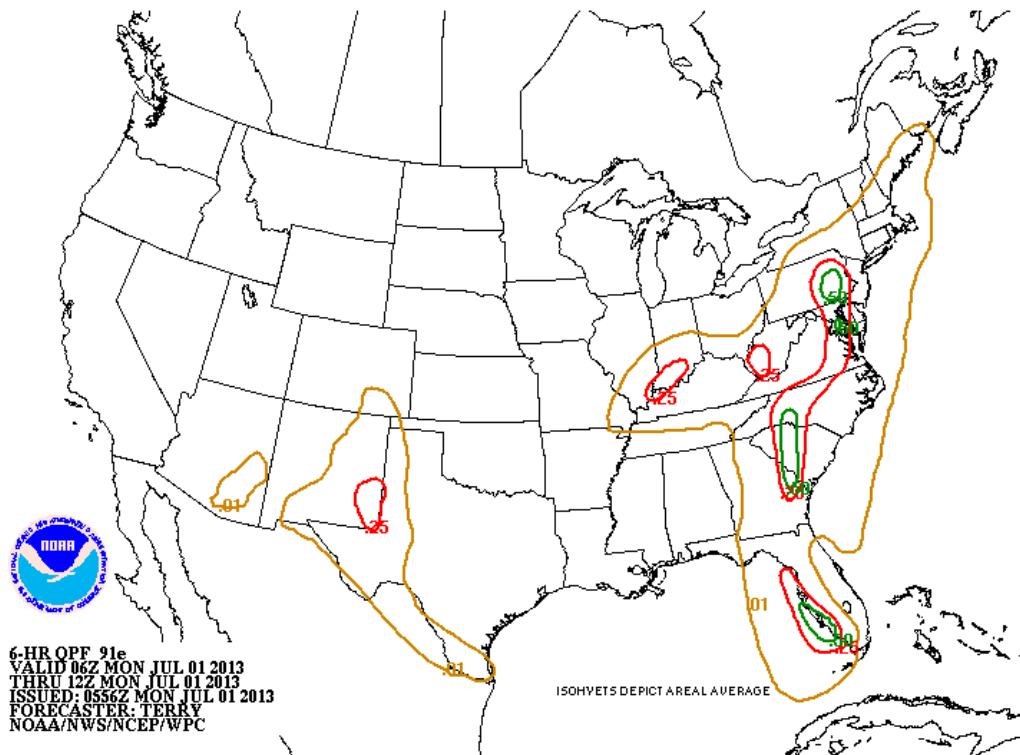 .50
.50
.25
.25
.01
.50
.25
.01
.50
.25
.01
NOAA
ISOHYETS DEPICT AREAL AVERAGE
6-HR QPF 91e
VALID 06Z MON JUL 01 2013
THRU 12Z MON JUL 01 2013
ISSUED: 0556Z MON JUL 01 2013
FORECASTER: TERRY
NOAA/NWS/NCEP/WPC